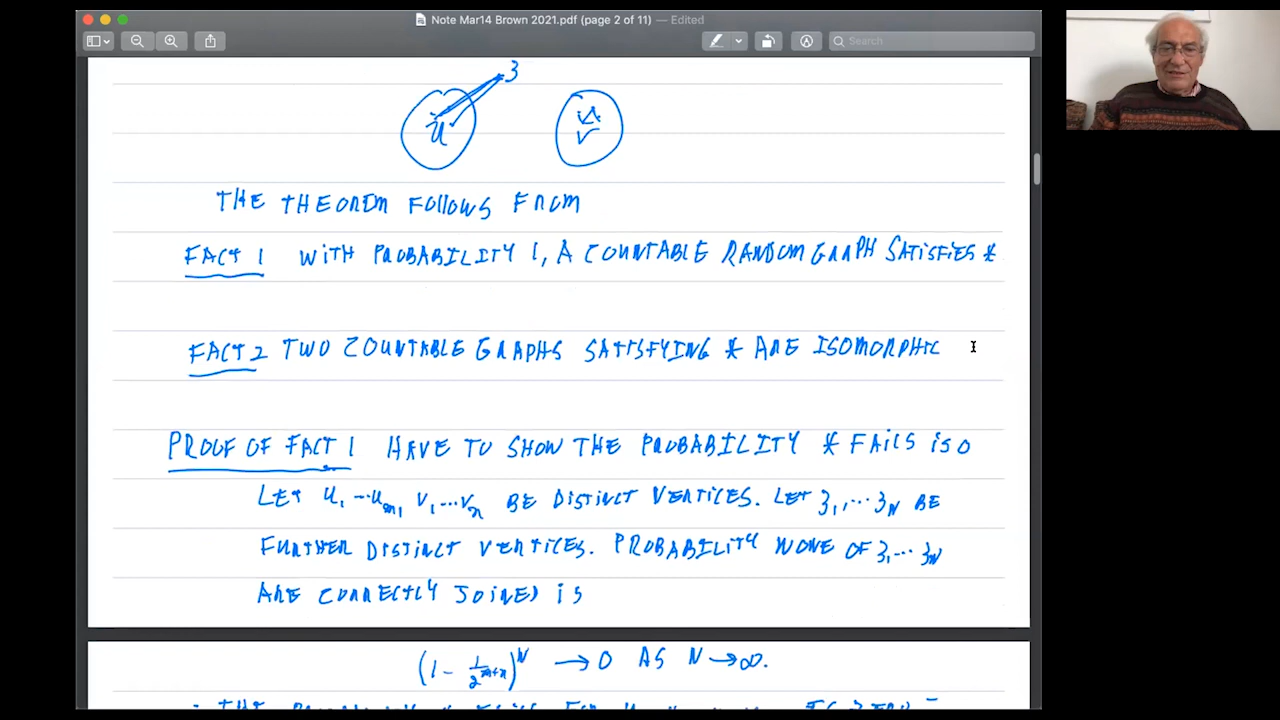 Note Mar14 Brown 2021.pdf (page 2 of 11) — Edited
Search
z
u
v
THE THEOREM FOLLOWS FROM
FACT 1 WITH PROBABILITY 1, A COUNTABLE RANDOM GRAPH SATISFIES *
FACT 2 TWO COUNTABLE GRAPHS SATISFYING * ARE ISOMORPHIC
PROOF OF FACT 1 HAVE TO SHOW THE PROBABILITY * FAILS IS 0
LET u₁ ... uₘ, v₁ ... vₙ BE DISTINCT VERTICES. LET z₁, ... z_N BE
FURTHER DISTINCT VERTICES. PROBABILITY NONE OF z₁, ... z_N
ARE CORRECTLY JOINED IS
(1 - 1/2^(m+n))^N → 0 AS N → ∞.